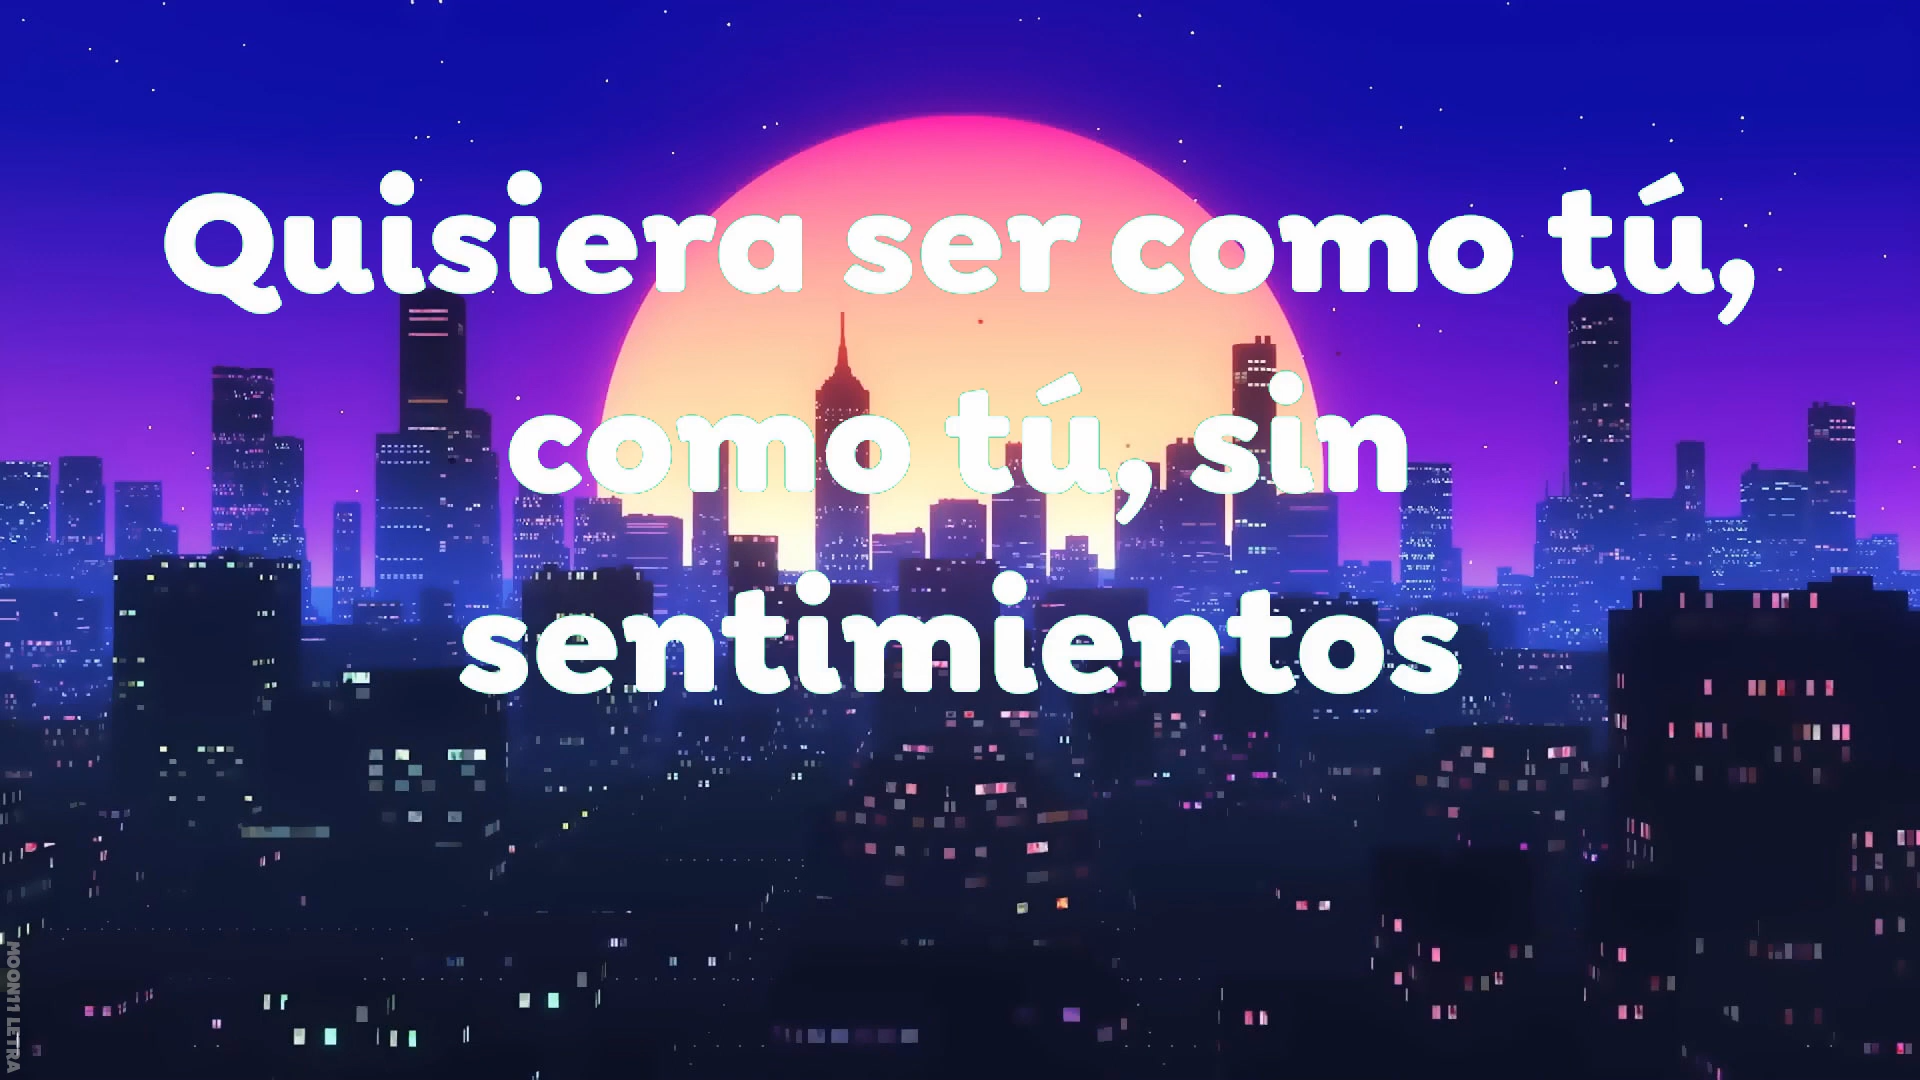 Quisiera ser como tú,
como tú, sin
sentimientos
MOON11 LETRA